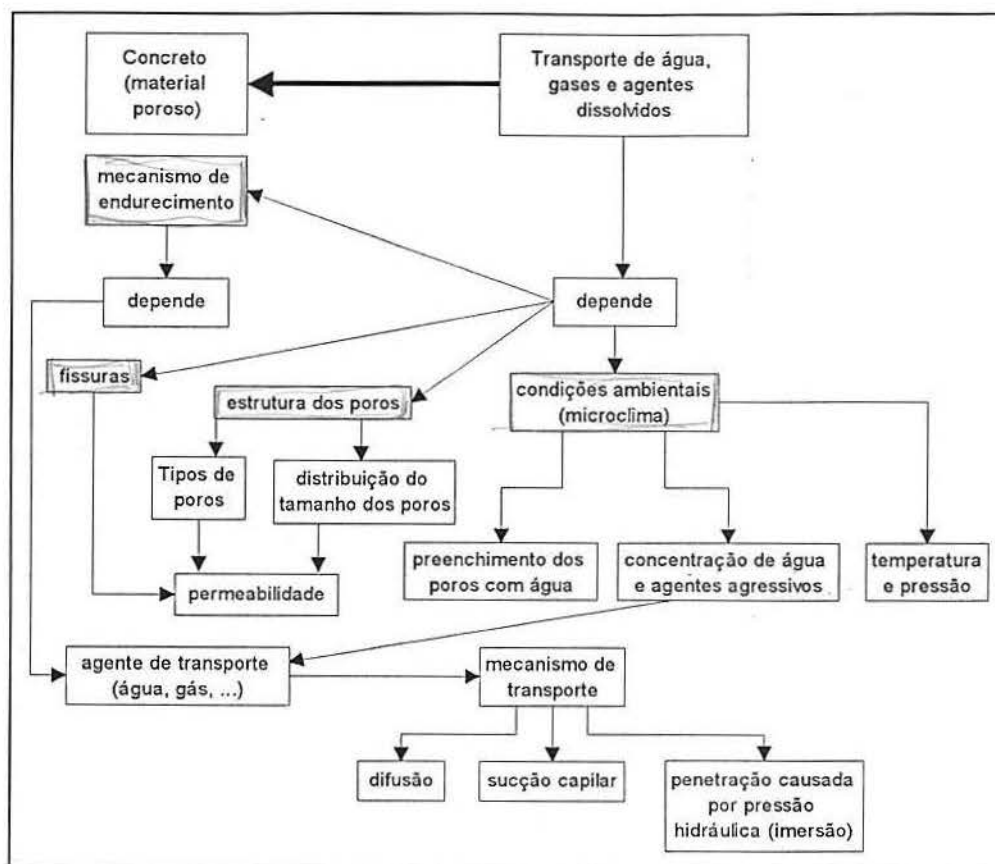 Concreto
(material
poroso)
Transporte de água,
gases e agentes
dissolvidos
mecanismo de
endurecimento
depende
depende
fissuras
estrutura dos poros
condições ambientais
(microclima)
Tipos de
poros
distribuição do
tamanho dos poros
preenchimento dos
poros com água
concentração de água
e agentes agressivos
temperatura
e pressão
permeabilidade
agente de transporte
(água, gás, ...)
mecanismo de
transporte
difusão
sucção capilar
penetração causada
por pressão
hidráulica (imersão)